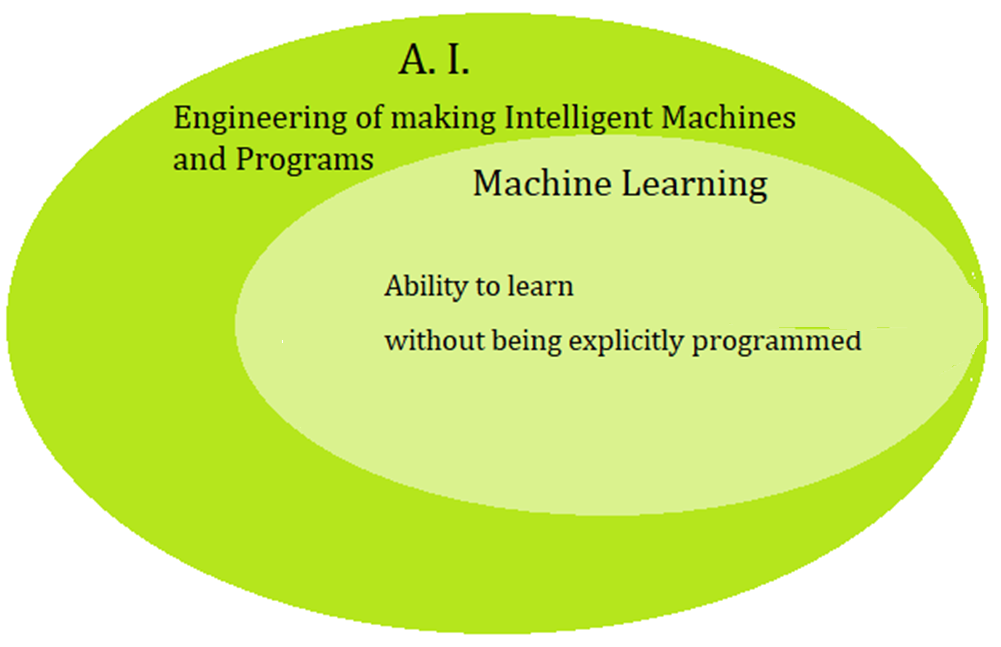 A. I.
Engineering of making Intelligent Machines
and Programs
Machine Learning
Ability to learn
without being explicitly programmed